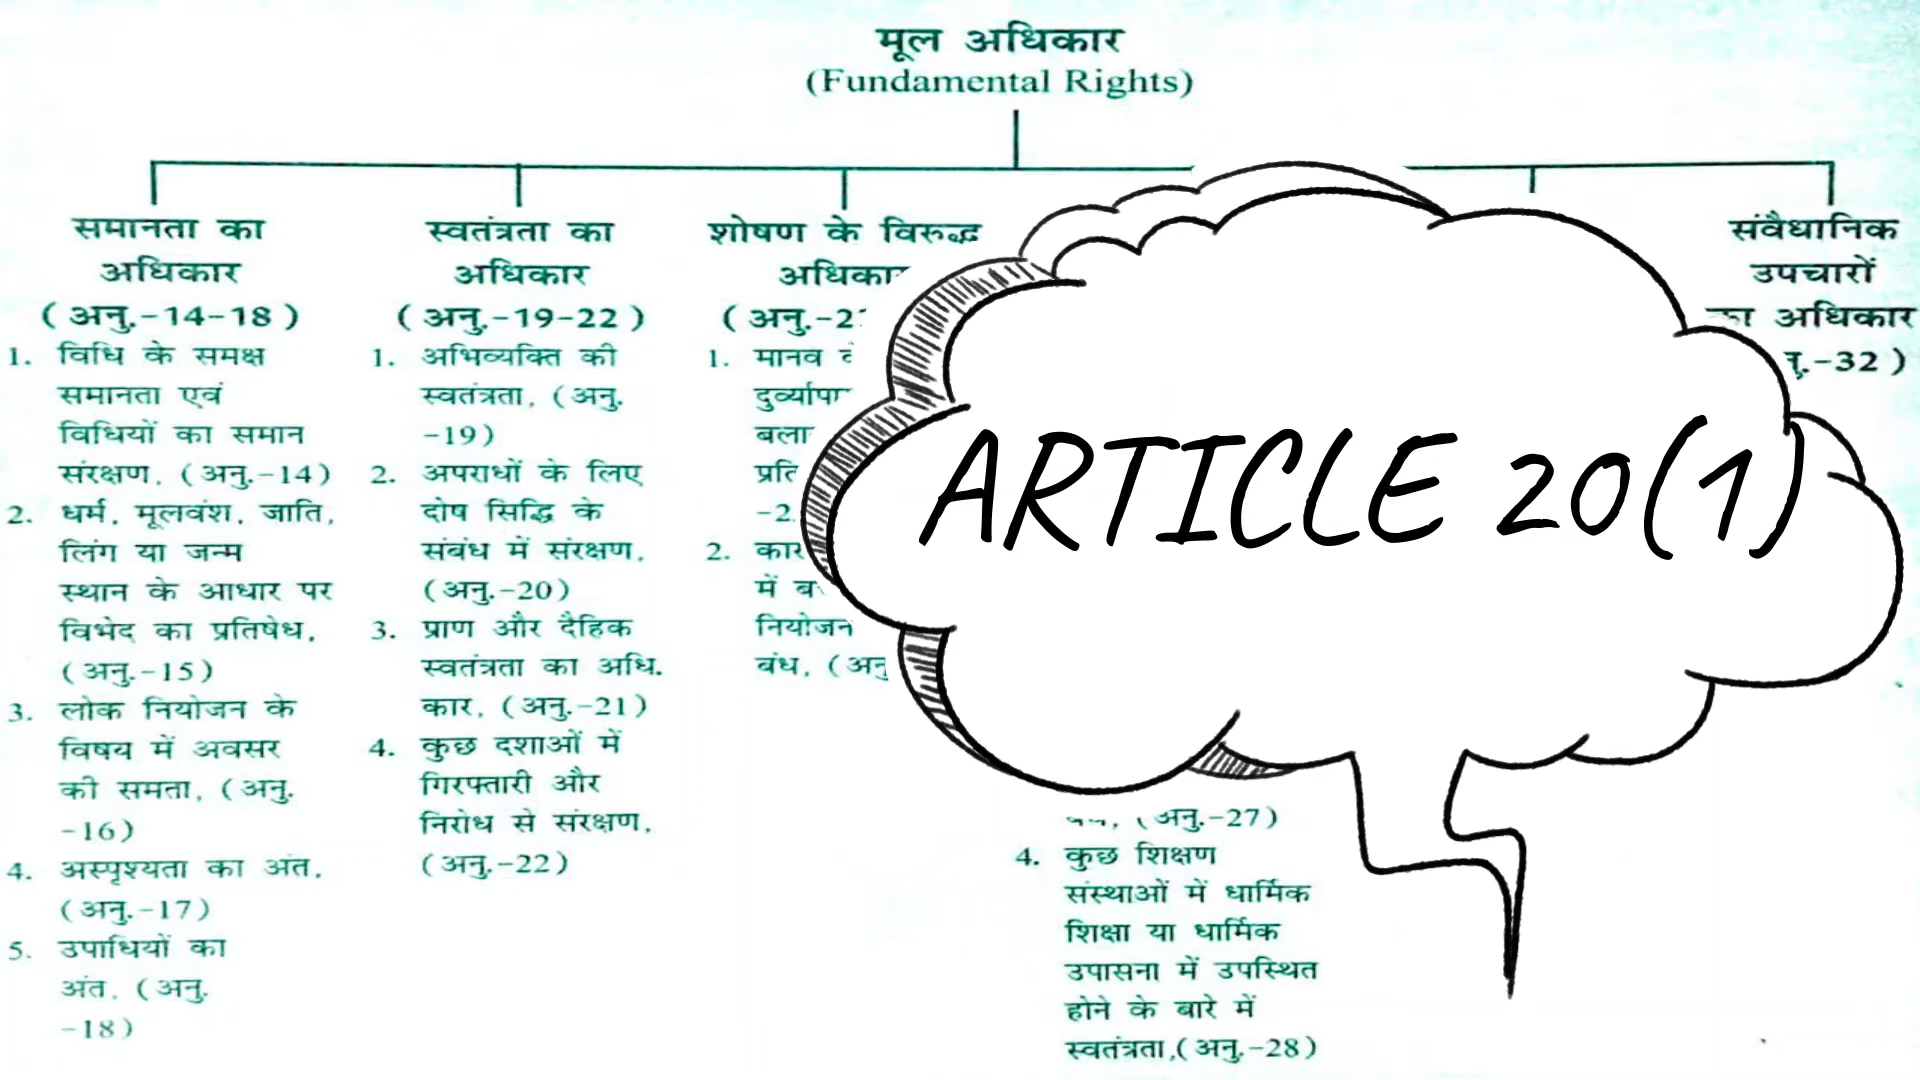 मूल अधिकार
(Fundamental Rights)
समानता का
अधिकार
(अनु.-14-18)
1. विधि के समक्ष
समानता एवं
विधियों का समान
संरक्षण, (अनु.-14)
2. धर्म, मूलवंश, जाति,
लिंग या जन्म
स्थान के आधार पर
विभेद का प्रतिषेध,
(अनु.-15)
3. लोक नियोजन के
विषय में अवसर
की समता, (अनु.
-16)
4. अस्पृश्यता का अंत,
(अनु.-17)
5. उपाधियों का
अंत, (अनु.
-18)
स्वतंत्रता का
अधिकार
(अनु.-19-22)
1. अभिव्यक्ति की
स्वतंत्रता, (अनु.
-19)
2. अपराधों के लिए
दोष सिद्धि के
संबंध में संरक्षण,
(अनु.-20)
3. प्राण और दैहिक
स्वतंत्रता का अधि.
कार, (अनु.-21)
4. कुछ दशाओं में
गिरफ्तारी और
निरोध से संरक्षण,
(अनु.-22)
शोषण के विरुद्ध
(अनु.-2
1. मानव
2.
में
नियोजन
बंध, (अनु
ARTICLE 20(1)
(अनु.-27)
4. कुछ शिक्षण
संस्थाओं में धार्मिक
शिक्षा या धार्मिक
उपासना में उपस्थित
होने के बारे में
स्वतंत्रता,(अनु.-28)
संवैधानिक
उपचारों
अधिकार
-32)